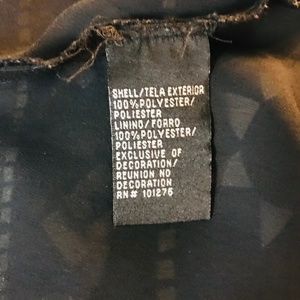 SHELL/TELA EXTERIOR
100%POLYESTER/
POLIESTER
LINING/FORRO
100%POLYESTER/
POLIESTER
EXCLUSIVE OF
DECORATION/
REUNION NO
DECORATION
RN# 101276